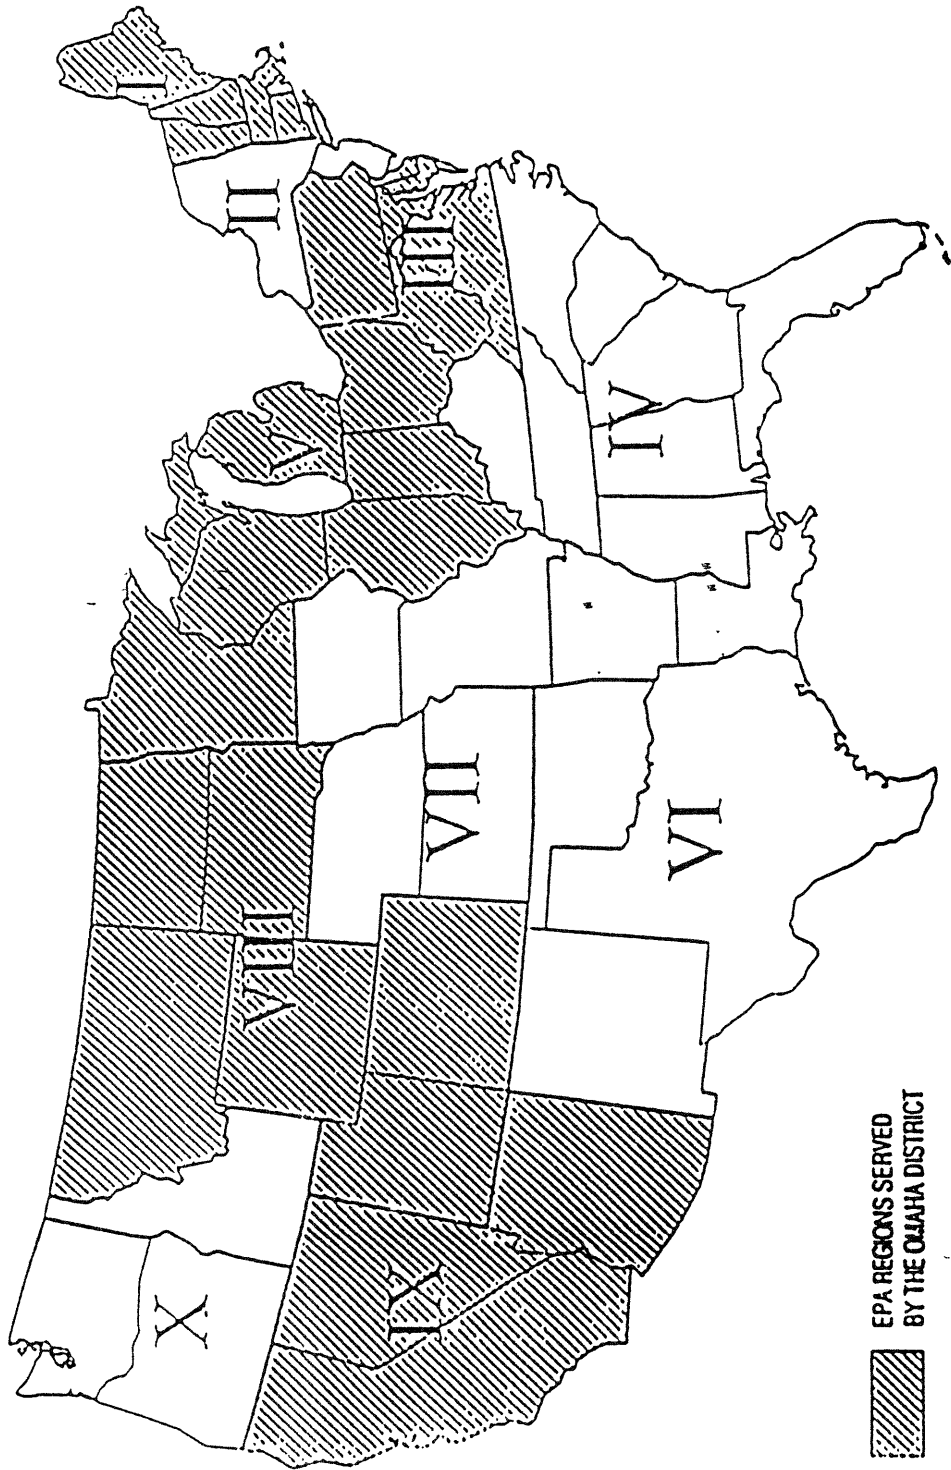 I
II
III
V
IV
VIII
VII
VI
X
IX
EPA REGIONS SERVED
BY THE OMAHA DISTRICT